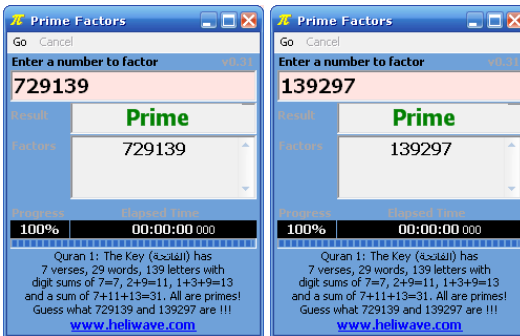 Prime Factors
Go Cancel
Enter a number to factor v0.31
729139
Result Prime
Factors 729139
Progress Elapsed Time
100% 00:00:00 000
Quran 1: The Key (الفاتحة) has
7 verses, 29 words, 139 letters with
digit sums of 7=7, 2+9=11, 1+3+9=13
and a sum of 7+11+13=31. All are primes!
Guess what 729139 and 139297 are !!!
www.heliwave.com
Prime Factors
Go Cancel
Enter a number to factor v0.31
139297
Result Prime
Factors 139297
Progress Elapsed Time
100% 00:00:00 000
Quran 1: The Key (الفاتحة) has
7 verses, 29 words, 139 letters with
digit sums of 7=7, 2+9=11, 1+3+9=13
and a sum of 7+11+13=31. All are primes!
Guess what 729139 and 139297 are !!!
www.heliwave.com